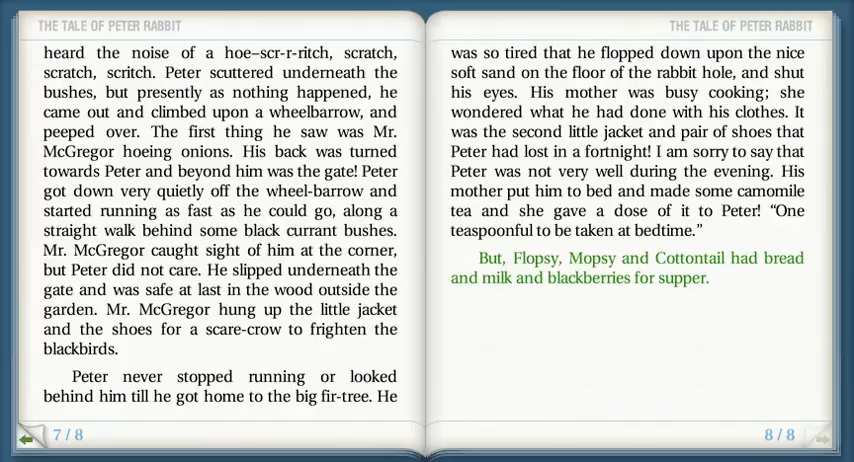 THE TALE OF PETER RABBIT
heard the noise of a hoe–scr-r-ritch, scratch,
scratch, scritch. Peter scuttered underneath the
bushes, but presently as nothing happened, he
came out and climbed upon a wheelbarrow, and
peeped over. The first thing he saw was Mr.
McGregor hoeing onions. His back was turned
towards Peter and beyond him was the gate! Peter
got down very quietly off the wheel-barrow and
started running as fast as he could go, along a
straight walk behind some black currant bushes.
Mr. McGregor caught sight of him at the corner,
but Peter did not care. He slipped underneath the
gate and was safe at last in the wood outside the
garden. Mr. McGregor hung up the little jacket
and the shoes for a scare-crow to frighten the
blackbirds.
Peter never stopped running or looked
behind him till he got home to the big fir-tree. He
7 / 8
THE TALE OF PETER RABBIT
was so tired that he flopped down upon the nice
soft sand on the floor of the rabbit hole, and shut
his eyes. His mother was busy cooking; she
wondered what he had done with his clothes. It
was the second little jacket and pair of shoes that
Peter had lost in a fortnight! I am sorry to say that
Peter was not very well during the evening. His
mother put him to bed and made some camomile
tea and she gave a dose of it to Peter! “One
teaspoonful to be taken at bedtime.”
But, Flopsy, Mopsy and Cottontail had bread
and milk and blackberries for supper.
8 / 8